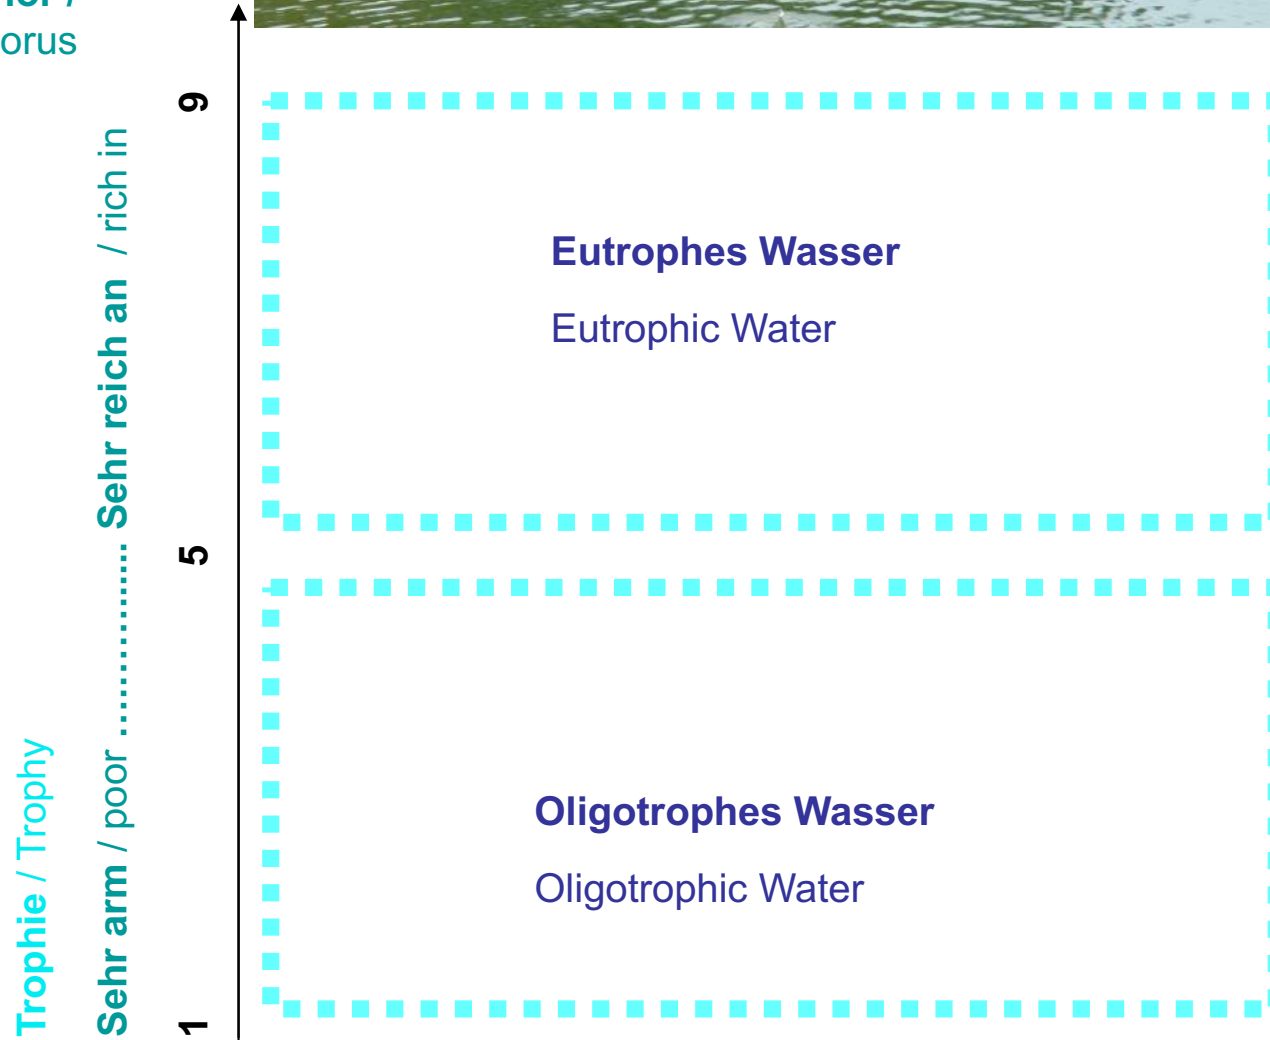 orus
9
Eutrophes Wasser
Eutrophic Water
5
Oligotrophes Wasser
Oligotrophic Water
1
Trophie / Trophy
Sehr arm / poor ................. Sehr reich an / rich in